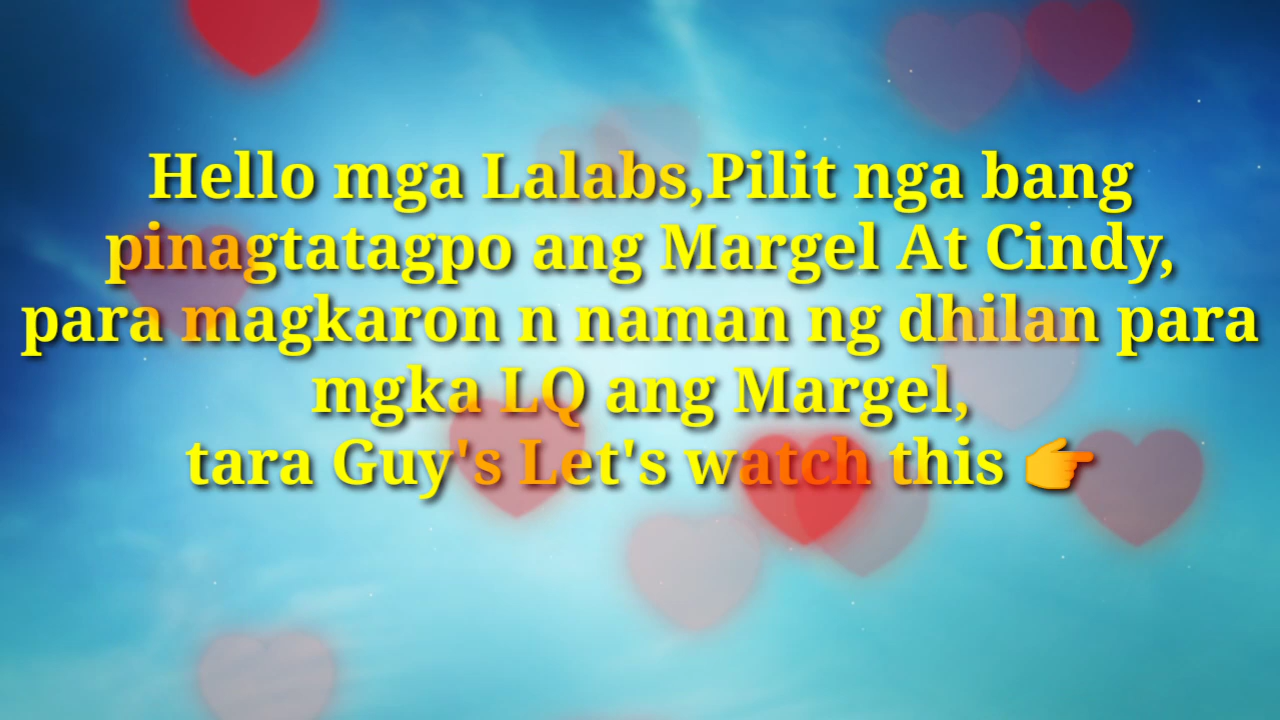 Hello mga Lalabs,Pilit nga bang
pinagtatagpo ang Margel At Cindy,
para magkaron n naman ng dhilan para
mgka LQ ang Margel,
tara Guy's Let's watch this 👉